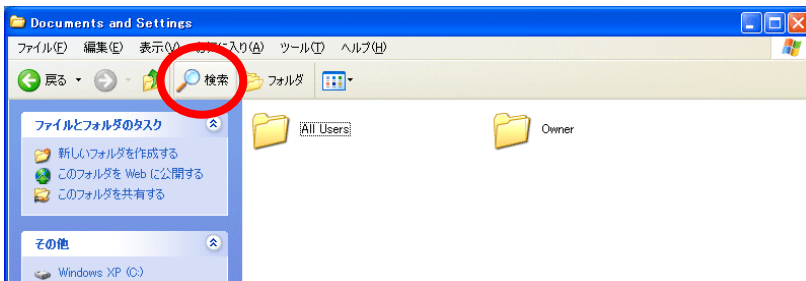 Documents and Settings
ファイル(F) 編集(E) 表示(V) 入り(A) ツール(T) ヘルプ(H)
戻る 検索 フォルダ
ファイルとフォルダのタスク
All Users
Owner
新しいフォルダを作成する
このフォルダを Web に公開する
このフォルダを共有する
その他
Windows XP (C:)